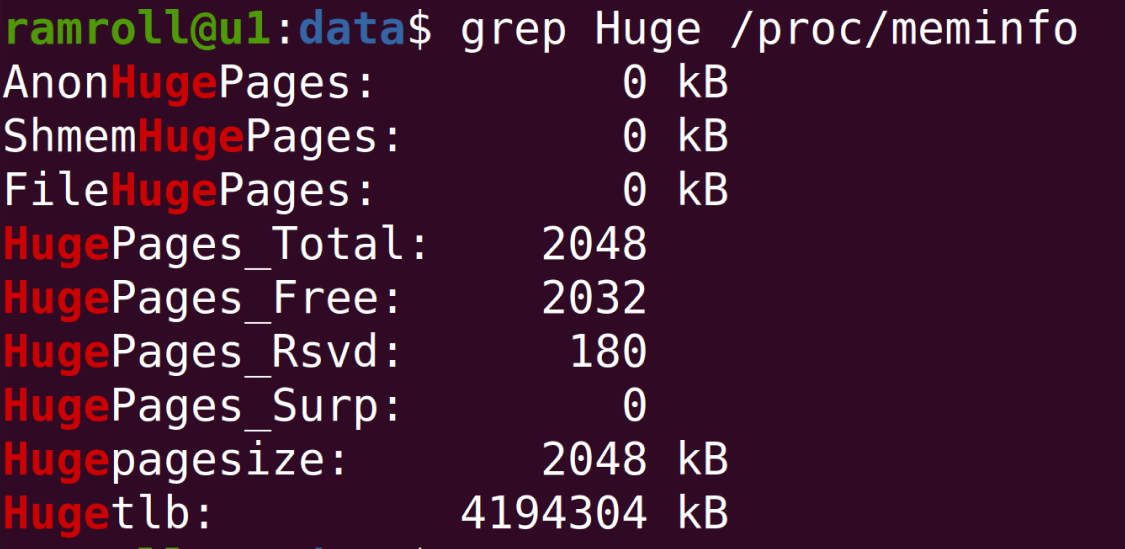 ramroll@u1:data$ grep Huge /proc/meminfo
AnonHugePages:         0 kB
ShmemHugePages:        0 kB
FileHugePages:         0 kB
HugePages_Total:    2048
HugePages_Free:     2032
HugePages_Rsvd:      180
HugePages_Surp:        0
Hugepagesize:       2048 kB
Hugetlb:         4194304 kB